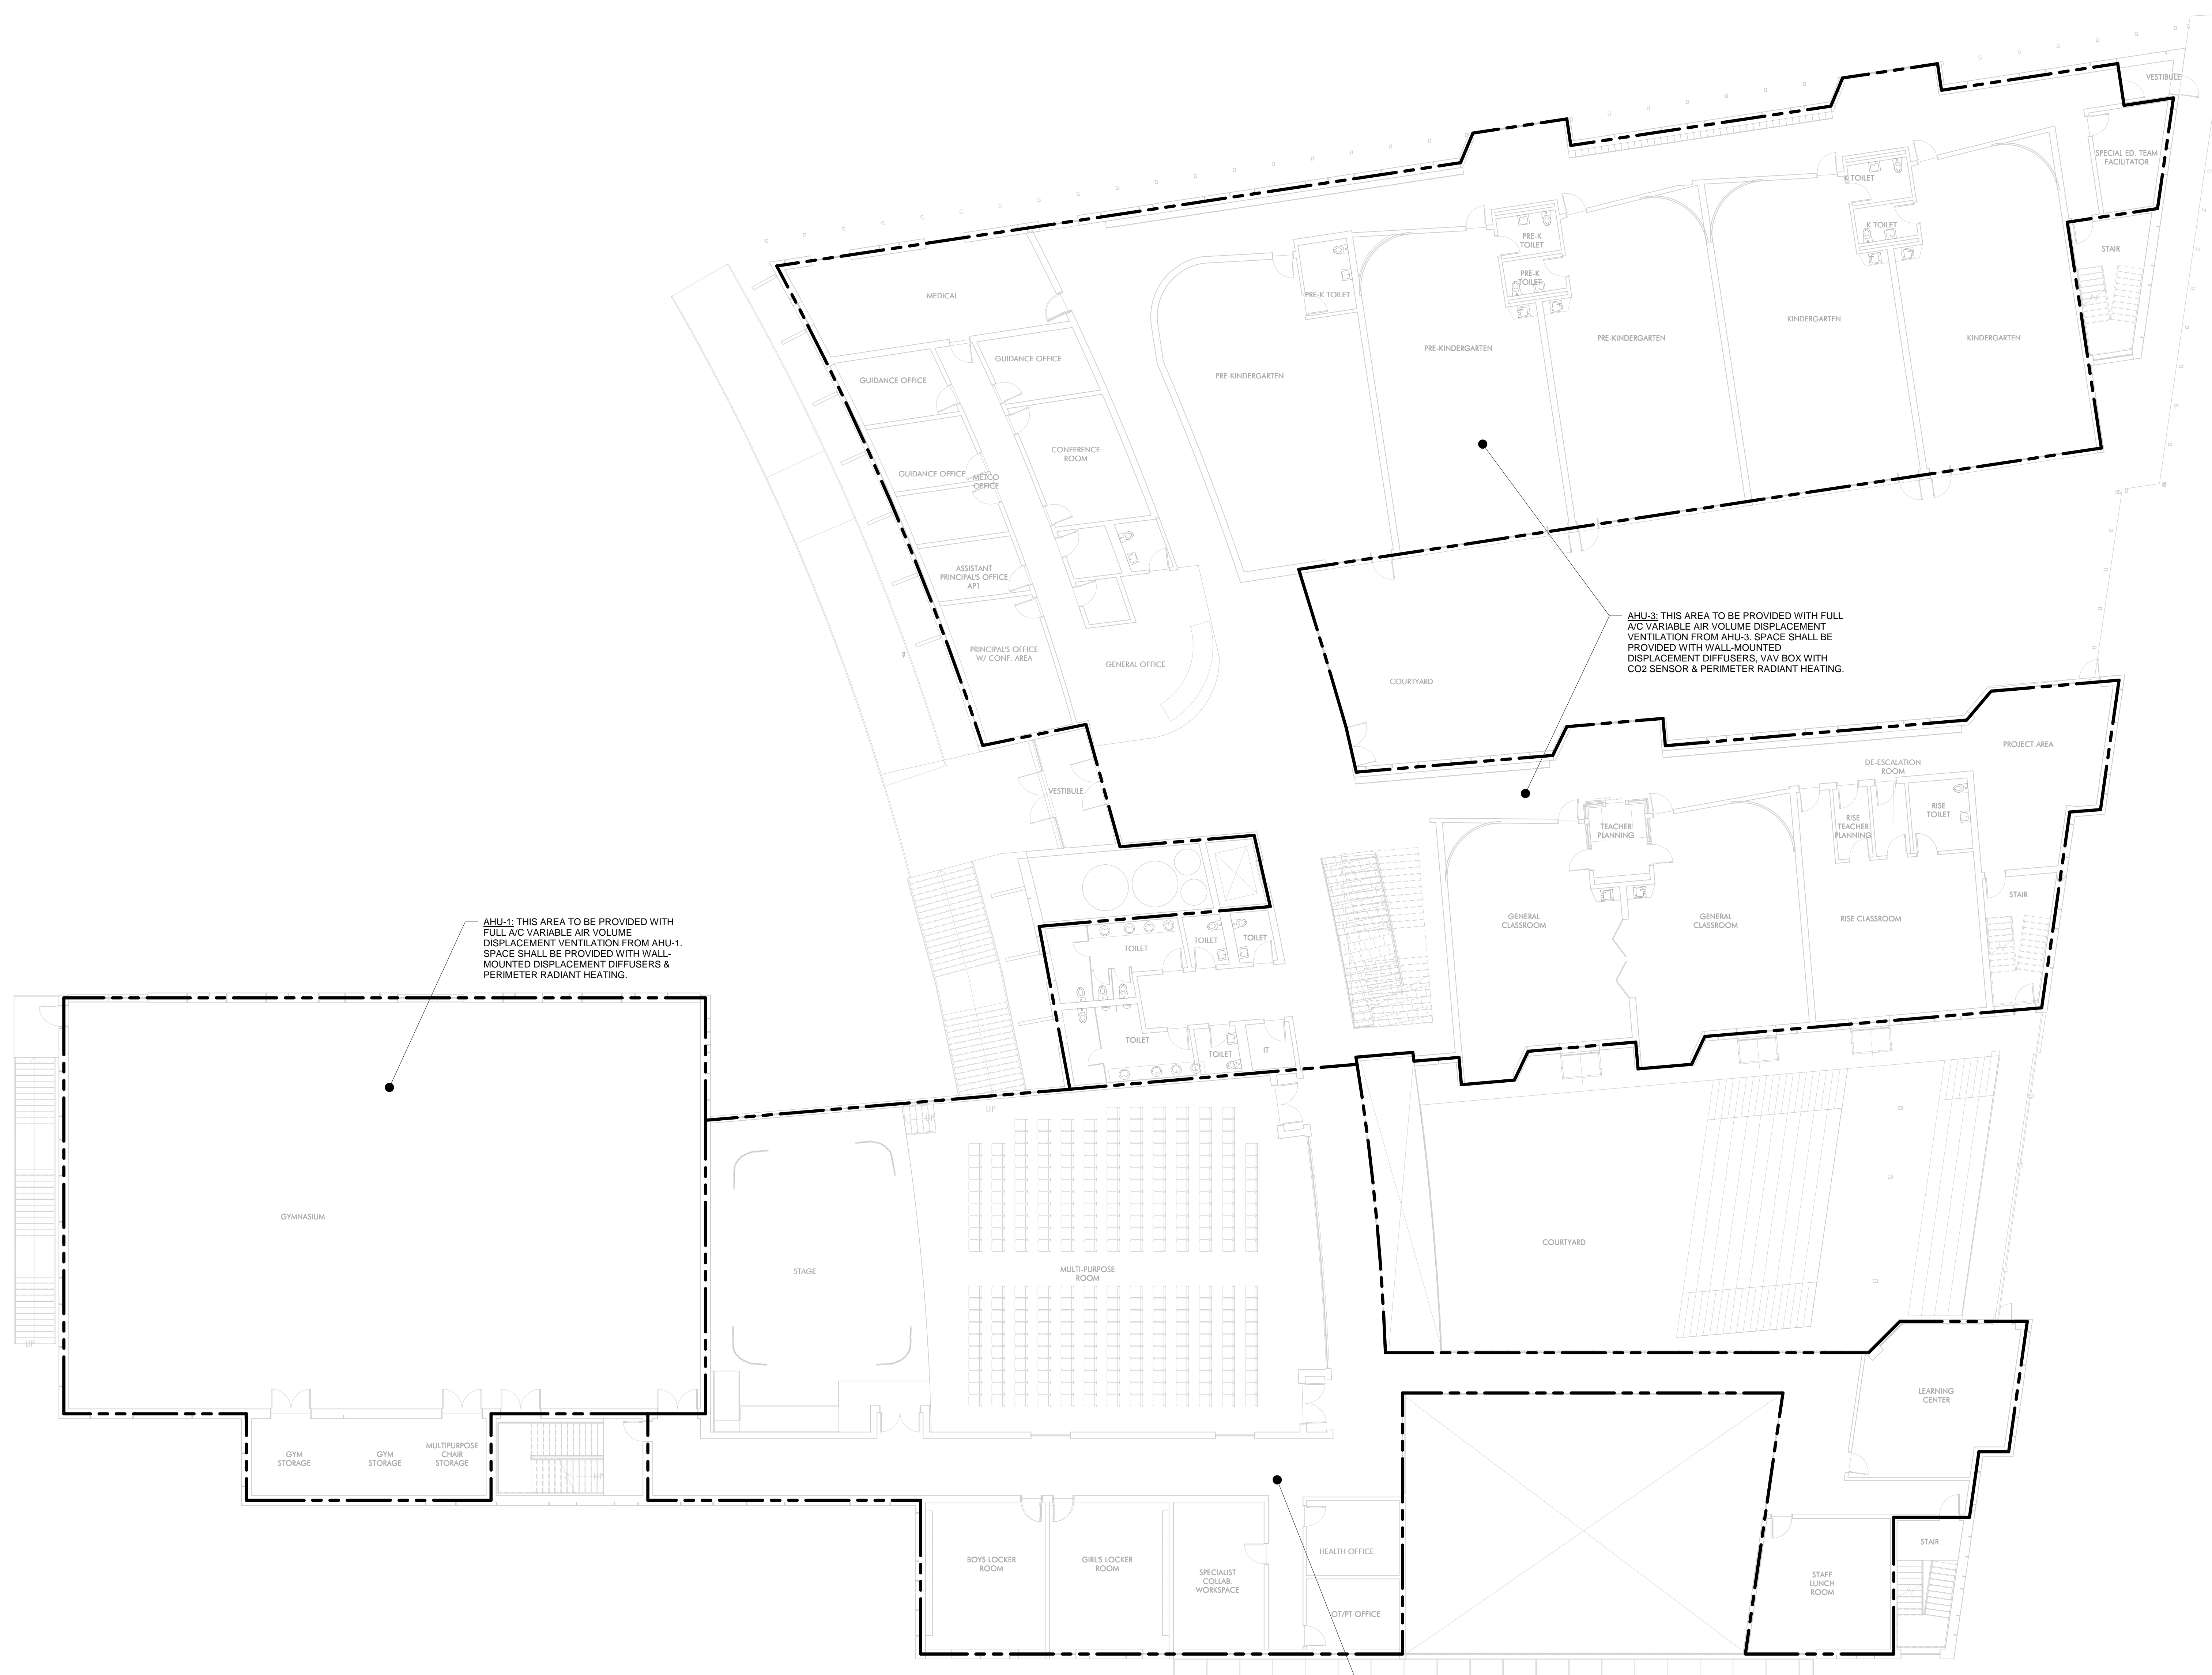 VESTIBULE
SPECIAL ED. TEAM
FACILITATOR
K TOILET
K TOILET
STAIR
PRE-K
TOILET
PRE-K
TOILET
PRE-K TOILET
MEDICAL
KINDERGARTEN
KINDERGARTEN
PRE-KINDERGARTEN
PRE-KINDERGARTEN
PRE-KINDERGARTEN
GUIDANCE OFFICE
GUIDANCE OFFICE
CONFERENCE
ROOM
GUIDANCE OFFICE
METCO
OFFICE
ASSISTANT
PRINCIPAL'S OFFICE
AP1
PRINCIPAL'S OFFICE
W/ CONF. AREA
GENERAL OFFICE
COURTYARD
AHU-3: THIS AREA TO BE PROVIDED WITH FULL
A/C VARIABLE AIR VOLUME DISPLACEMENT
VENTILATION FROM AHU-3. SPACE SHALL BE
PROVIDED WITH WALL-MOUNTED
DISPLACEMENT DIFFUSERS, VAV BOX WITH
CO2 SENSOR & PERIMETER RADIANT HEATING.
PROJECT AREA
DE-ESCALATION
ROOM
VESTIBULE
RISE
TOILET
RISE
TEACHER
PLANNING
TEACHER
PLANNING
STAIR
GENERAL
CLASSROOM
GENERAL
CLASSROOM
RISE CLASSROOM
TOILET
TOILET
TOILET
TOILET
TOILET
IT
AHU-1: THIS AREA TO BE PROVIDED WITH
FULL A/C VARIABLE AIR VOLUME
DISPLACEMENT VENTILATION FROM AHU-1.
SPACE SHALL BE PROVIDED WITH WALL-
MOUNTED DISPLACEMENT DIFFUSERS &
PERIMETER RADIANT HEATING.
UP
UP
GYMNASIUM
STAGE
MULTI-PURPOSE
ROOM
COURTYARD
UP
LEARNING
CENTER
GYM
STORAGE
GYM
STORAGE
MULTIPURPOSE
CHAIR
STORAGE
UP
BOYS LOCKER
ROOM
GIRL'S LOCKER
ROOM
SPECIALIST
COLLAB.
WORKSPACE
HEALTH OFFICE
OT/PT OFFICE
STAFF
LUNCH
ROOM
STAIR